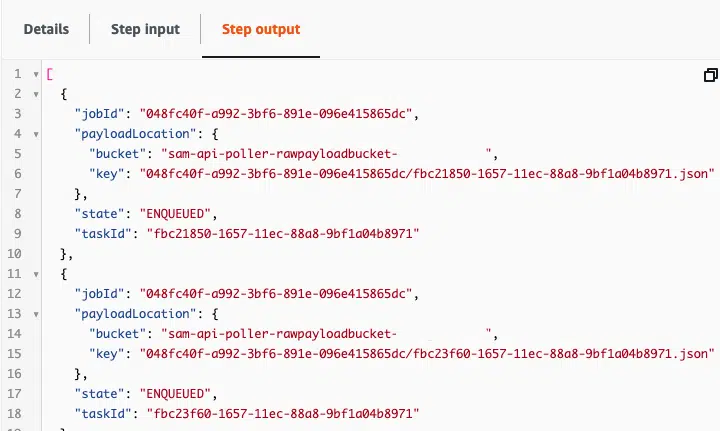 Details Step input Step output
1 [
2 {
3 "jobId": "048fc40f-a992-3bf6-891e-096e415865dc",
4 "payloadLocation": {
5 "bucket": "sam-api-poller-rawpayloadbucket- ",
6 "key": "048fc40f-a992-3bf6-891e-096e415865dc/fbc21850-1657-11ec-88a8-9bf1a04b8971.json"
7 },
8 "state": "ENQUEUED",
9 "taskId": "fbc21850-1657-11ec-88a8-9bf1a04b8971"
10 },
11 {
12 "jobId": "048fc40f-a992-3bf6-891e-096e415865dc",
13 "payloadLocation": {
14 "bucket": "sam-api-poller-rawpayloadbucket- ",
15 "key": "048fc40f-a992-3bf6-891e-096e415865dc/fbc23f60-1657-11ec-88a8-9bf1a04b8971.json"
16 },
17 "state": "ENQUEUED",
18 "taskId": "fbc23f60-1657-11ec-88a8-9bf1a04b8971"